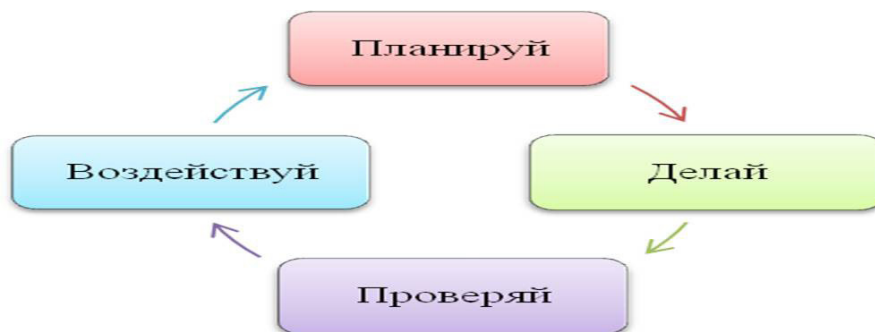 Планируй
Воздействуй
Делай
Проверяй